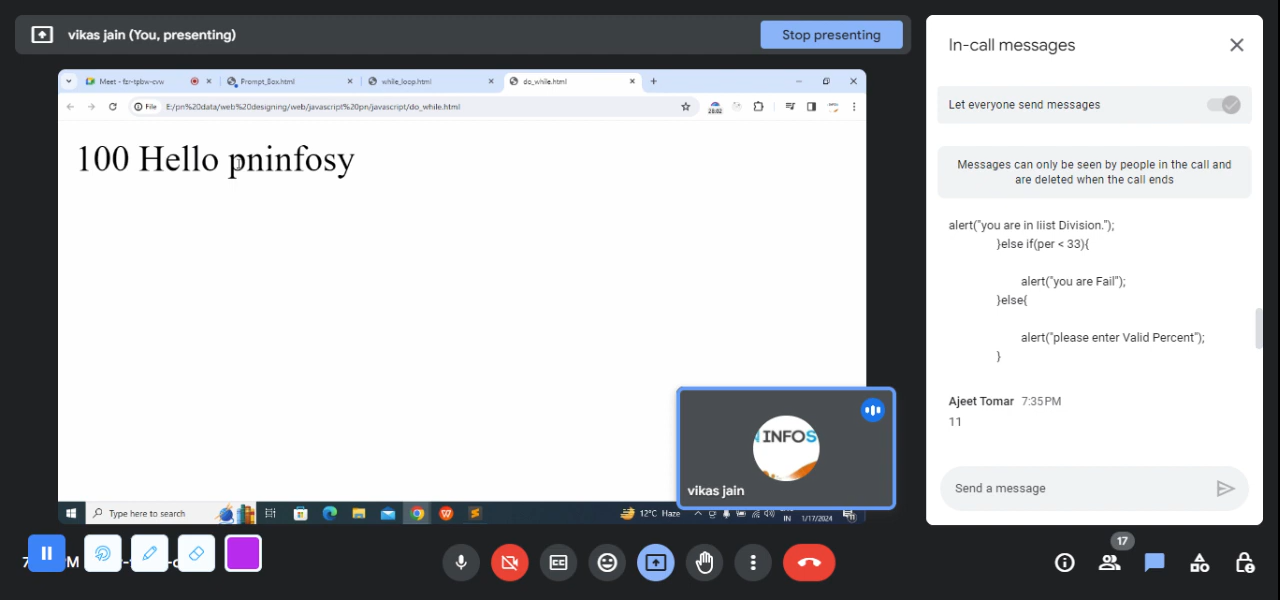 vikas jain (You, presenting)
Stop presenting
Prompt_Box.html
while_loop.html
do_while.html
File
E:/pn%20data/web%20designing/web/javascript%20pn/javascript/do_while.html
100 Hello pninfosy
INFOS
vikas jain
Type here to search
12°C Haze
IN
1/17/2024
In-call messages
Let everyone send messages
Messages can only be seen by people in the call and
are deleted when the call ends
alert("you are in Iiist Division.");
}else if(per < 33){
alert("you are Fail");
}else{
alert("please enter Valid Percent");
}
Ajeet Tomar 7:35 PM
11
Send a message
17